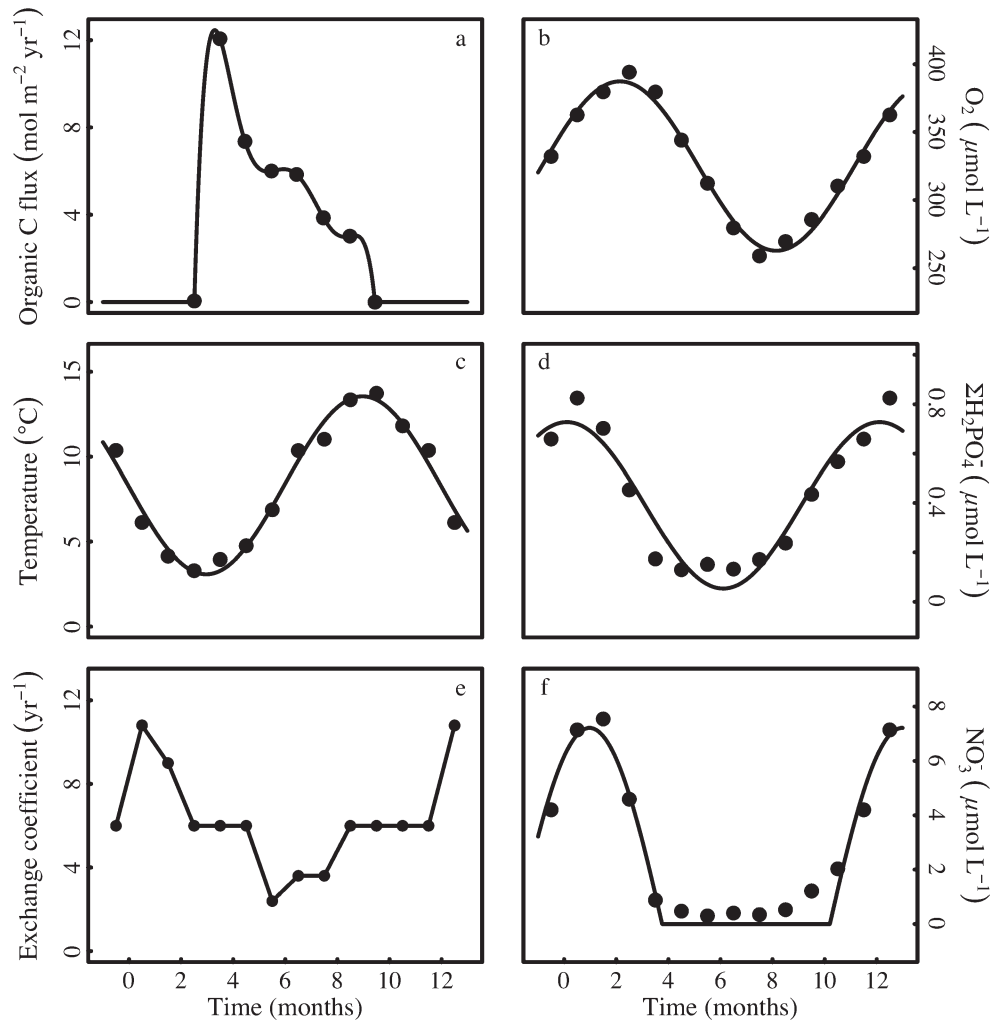 Organic C flux (mol m⁻² yr⁻¹)
12
8
4
0
a
b
400
350
300
250
O₂ ( µmol L⁻¹)
Temperature (°C)
15
10
5
0
c
d
0.8
0.4
0
ΣH₂PO₄⁻ ( µmol L⁻¹)
Exchange coefficient (yr⁻¹)
12
8
4
0
e
f
8
6
4
2
0
NO₃⁻ ( µmol L⁻¹)
0 2 4 6 8 10 12
Time (months)
0 2 4 6 8 10 12
Time (months)